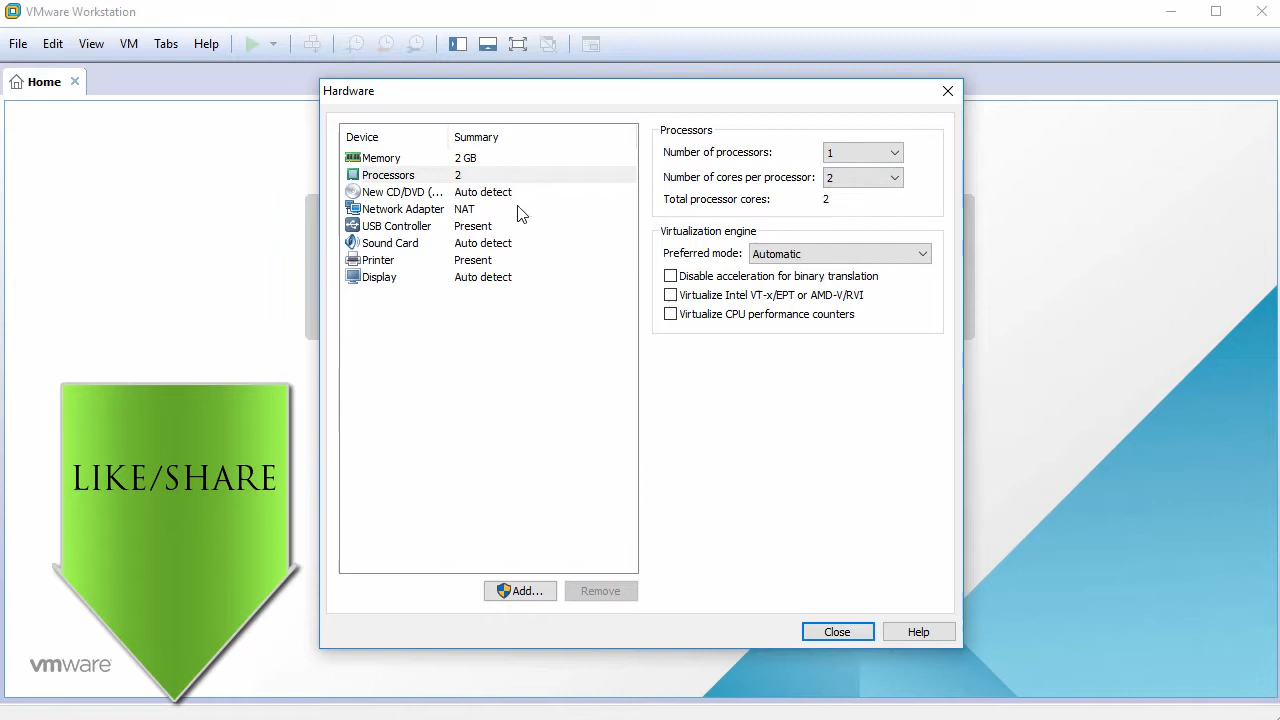 VMware Workstation
File Edit View VM Tabs Help
Home
Hardware
Device Summary
Memory 2 GB
Processors 2
New CD/DVD (... Auto detect
Network Adapter NAT
USB Controller Present
Sound Card Auto detect
Printer Present
Display Auto detect
Add... Remove
Processors
Number of processors: 1
Number of cores per processor: 2
Total processor cores: 2
Virtualization engine
Preferred mode: Automatic
Disable acceleration for binary translation
Virtualize Intel VT-x/EPT or AMD-V/RVI
Virtualize CPU performance counters
Close Help
LIKE/SHARE
vmware